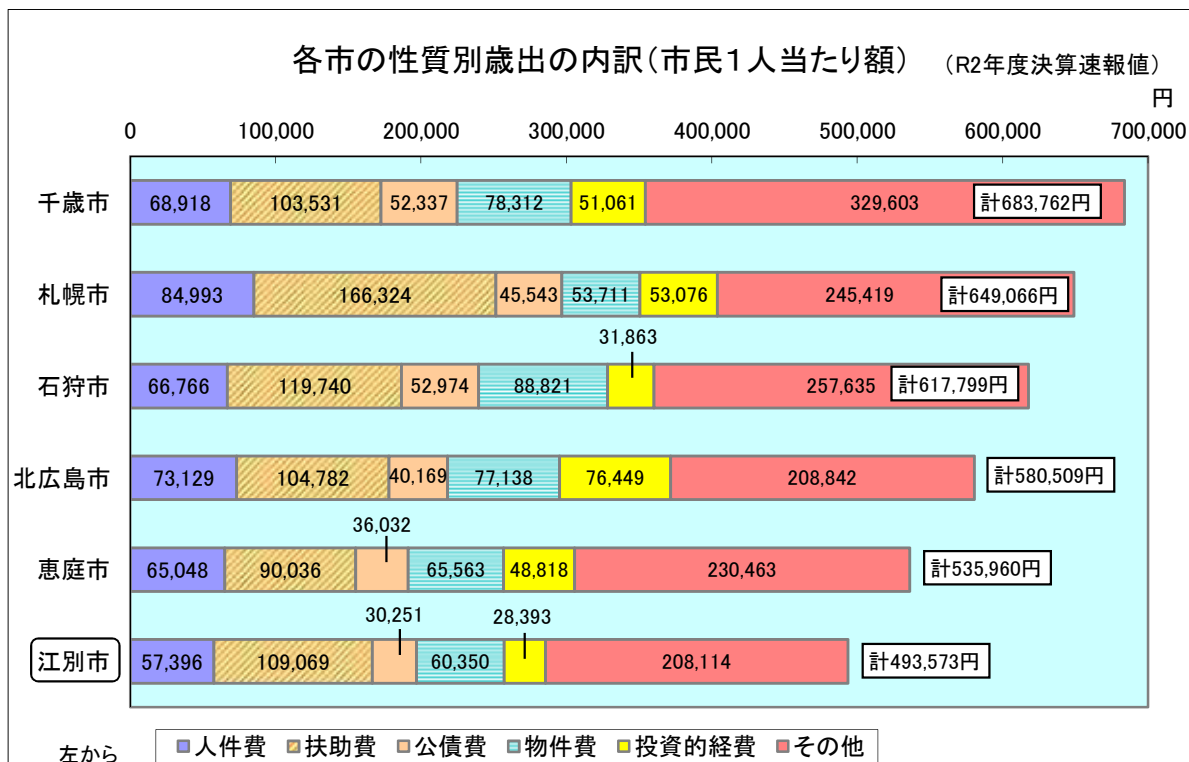 各市の性質別歳出の内訳（市民１人当たり額） （R2年度決算速報値）
円
0 100,000 200,000 300,000 400,000 500,000 600,000 700,000
千歳市 68,918 103,531 52,337 78,312 51,061 329,603 計683,762円
札幌市 84,993 166,324 45,543 53,711 53,076 245,419 計649,066円
31,863
石狩市 66,766 119,740 52,974 88,821 257,635 計617,799円
北広島市 73,129 104,782 40,169 77,138 76,449 208,842 計580,509円
36,032
恵庭市 65,048 90,036 65,563 48,818 230,463 計535,960円
30,251 28,393
江別市 57,396 109,069 60,350 208,114 計493,573円
左から 人件費 扶助費 公債費 物件費 投資的経費 その他